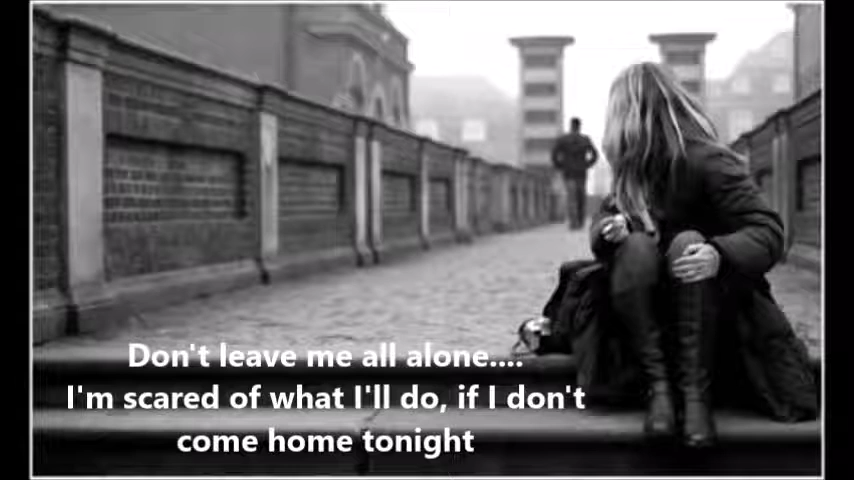 Don't leave me all alone....
I'm scared of what I'll do, if I don't
come home tonight